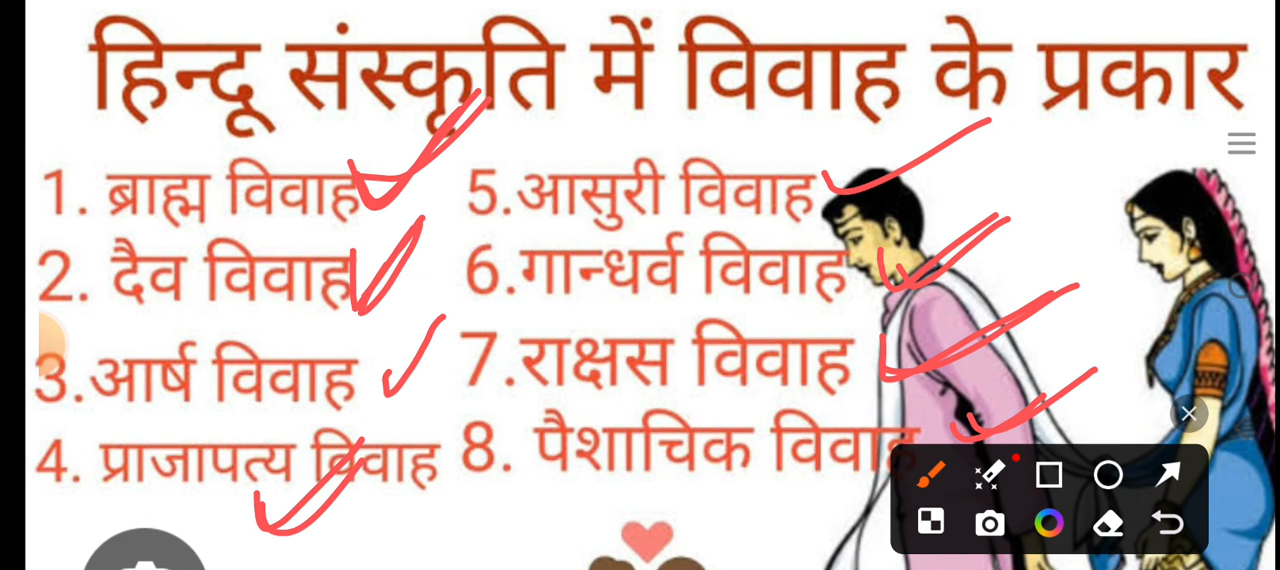 हिन्दू संस्कृति में विवाह के प्रकार
1. ब्राह्म विवाह
2. दैव विवाह
3.आर्ष विवाह
4. प्राजापत्य विवाह
5.आसुरी विवाह
6.गान्धर्व विवाह
7.राक्षस विवाह
8. पैशाचिक विवाह